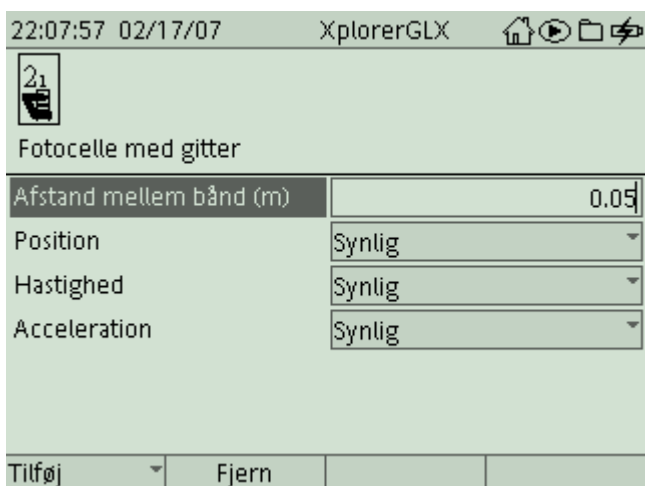 22:07:57 02/17/07 XplorerGLX
21
Fotocelle med gitter
Afstand mellem bånd (m) 0.05
Position Synlig
Hastighed Synlig
Acceleration Synlig
Tilføj Fjern